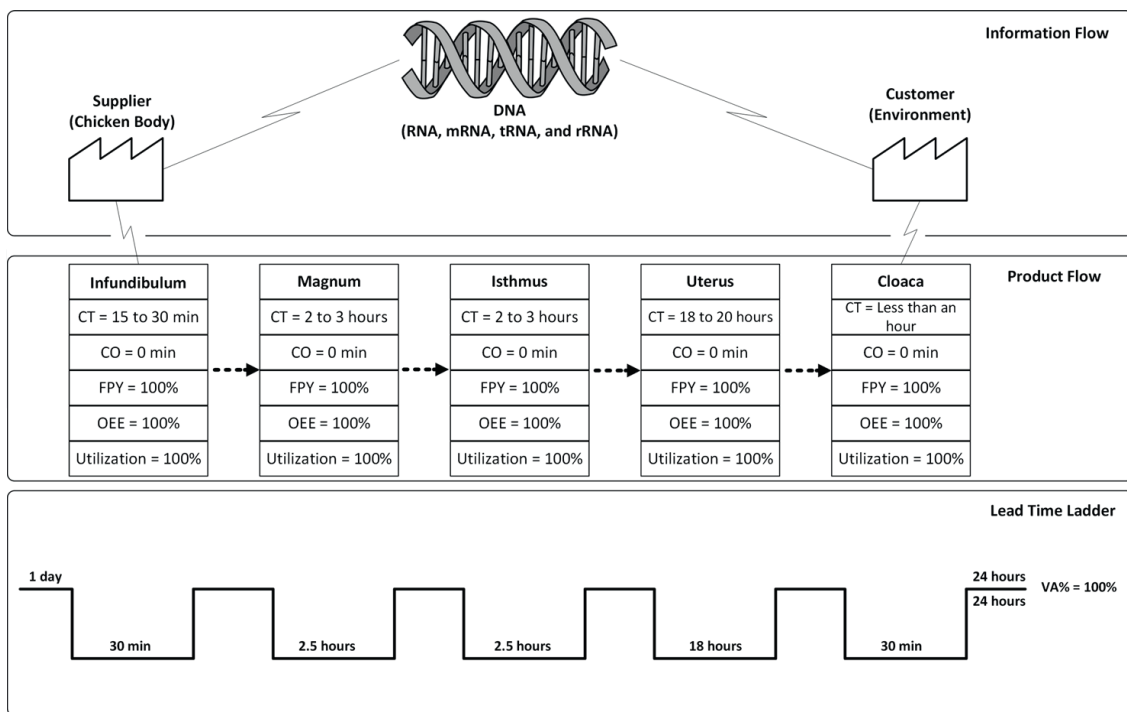 Information Flow
DNA
(RNA, mRNA, tRNA, and rRNA)
Supplier
(Chicken Body)
Customer
(Environment)
Product Flow
Infundibulum
CT = 15 to 30 min
CO = 0 min
FPY = 100%
OEE = 100%
Utilization = 100%
Magnum
CT = 2 to 3 hours
CO = 0 min
FPY = 100%
OEE = 100%
Utilization = 100%
Isthmus
CT = 2 to 3 hours
CO = 0 min
FPY = 100%
OEE = 100%
Utilization = 100%
Uterus
CT = 18 to 20 hours
CO = 0 min
FPY = 100%
OEE = 100%
Utilization = 100%
Cloaca
CT = Less than an
hour
CO = 0 min
FPY = 100%
OEE = 100%
Utilization = 100%
Lead Time Ladder
1 day
30 min
2.5 hours
2.5 hours
18 hours
30 min
24 hours
24 hours
VA% = 100%